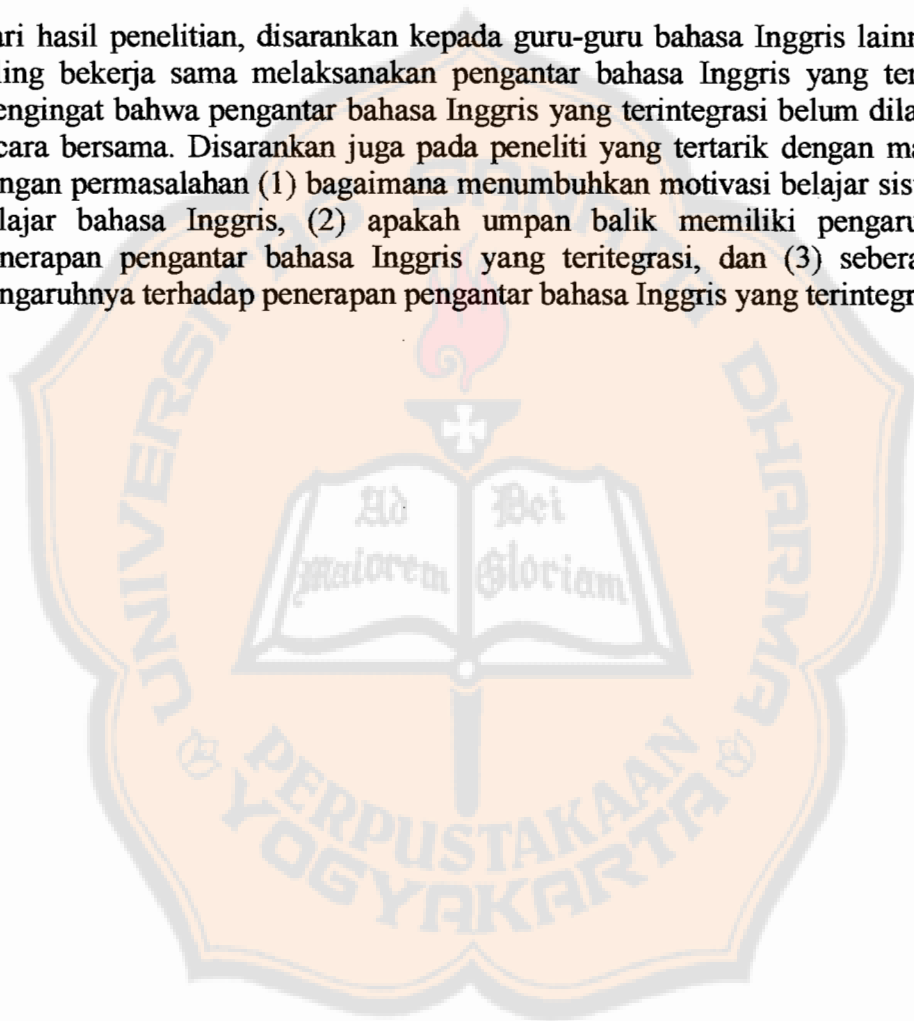 ari hasil penelitian, disarankan kepada guru-guru bahasa Inggris lainn
ling bekerja sama melaksanakan pengantar bahasa Inggris yang ter
engingat bahwa pengantar bahasa Inggris yang terintegrasi belum dila
cara bersama. Disarankan juga pada peneliti yang tertarik dengan ma
ngan permasalahan (1) bagaimana menumbuhkan motivasi belajar sis
lajar bahasa Inggris, (2) apakah umpan balik memiliki pengaru
nerapan pengantar bahasa Inggris yang teritegrasi, dan (3) sebera
ngaruhnya terhadap penerapan pengantar bahasa Inggris yang terintegr
UNIVERSITAS SANATA DHARMA
Ad Dei
Maiorem Gloriam
PERPUSTAKAAN
YOGYAKARTA